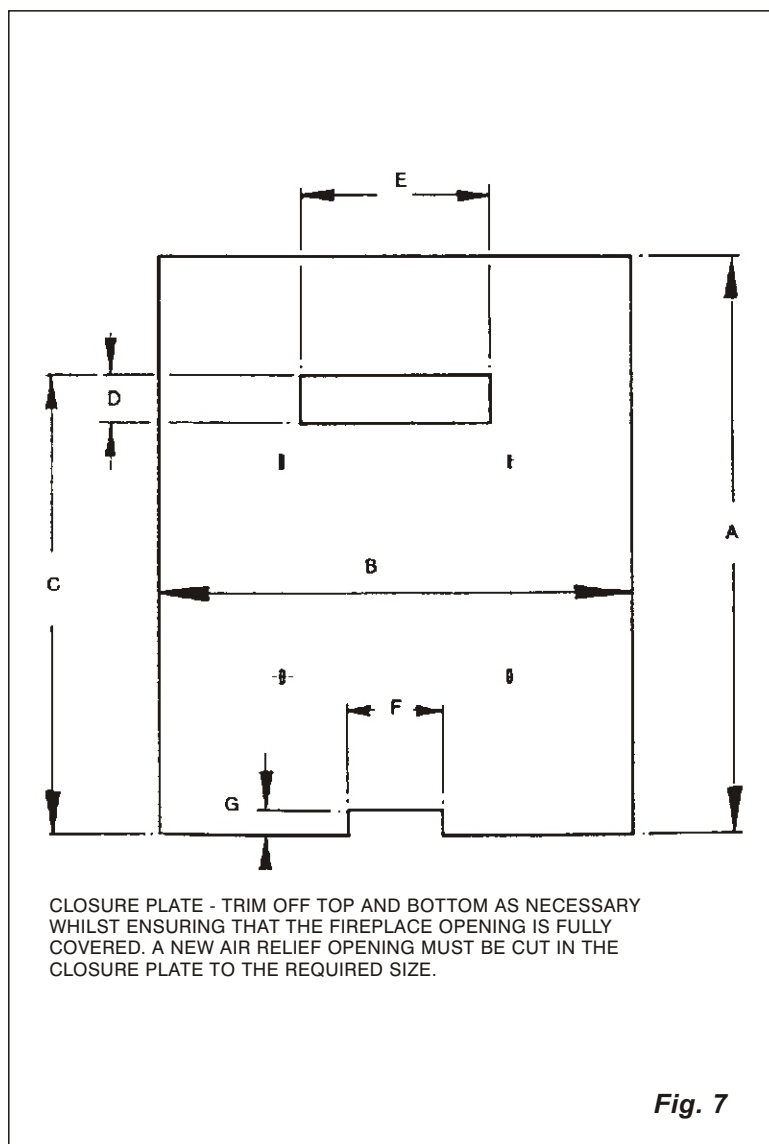 E
D
A
B
C
F
G
CLOSURE PLATE - TRIM OFF TOP AND BOTTOM AS NECESSARY
WHILST ENSURING THAT THE FIREPLACE OPENING IS FULLY
COVERED. A NEW AIR RELIEF OPENING MUST BE CUT IN THE
CLOSURE PLATE TO THE REQUIRED SIZE.
Fig. 7